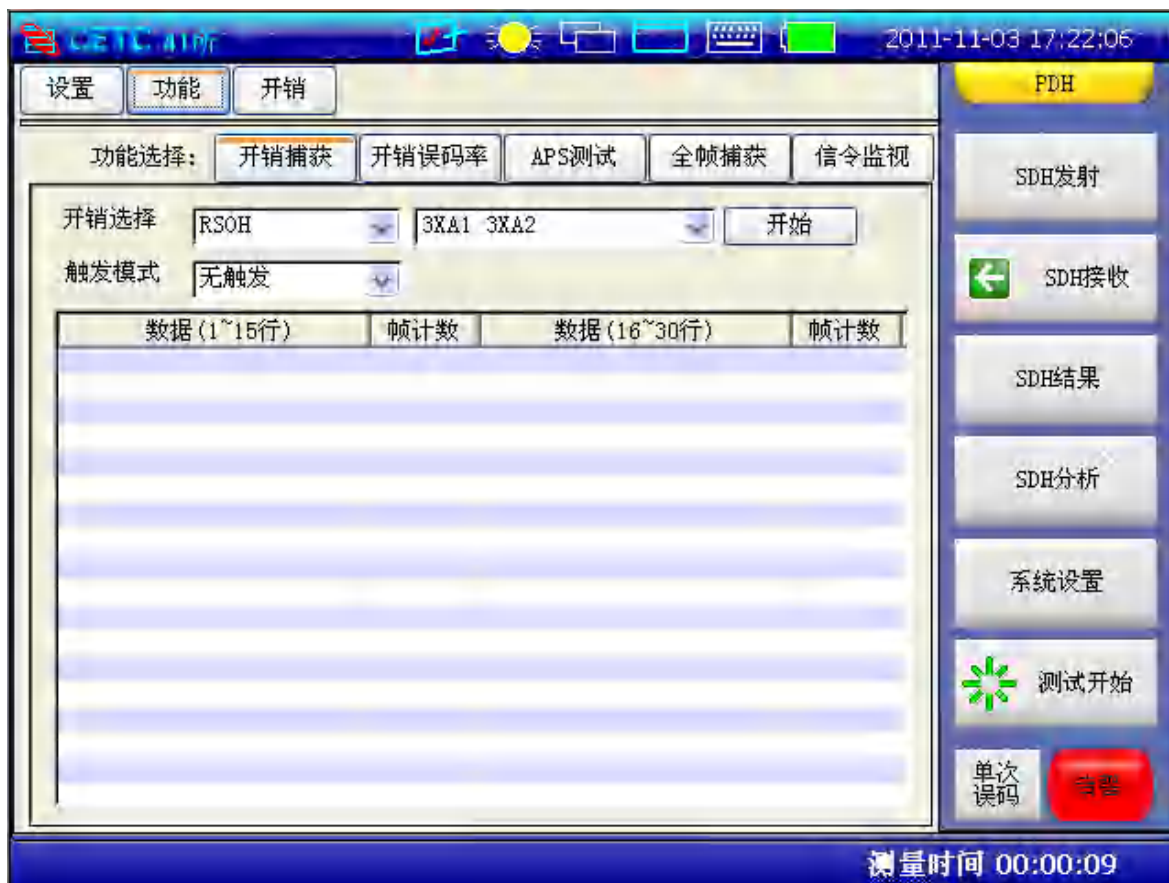 CETC 41所 2011-11-03 17:22:06
设置 功能 开销
PDH
功能选择: 开销捕获 开销误码率 APS测试 全帧捕获 信令监视
SDH发射
开销选择 RSOH 3XA1 3XA2 开始
触发模式 无触发
SDH接收
数据(1~15行) 帧计数 数据(16~30行) 帧计数
SDH结果
SDH分析
系统设置
测试开始
单次
误码
测量时间 00:00:09